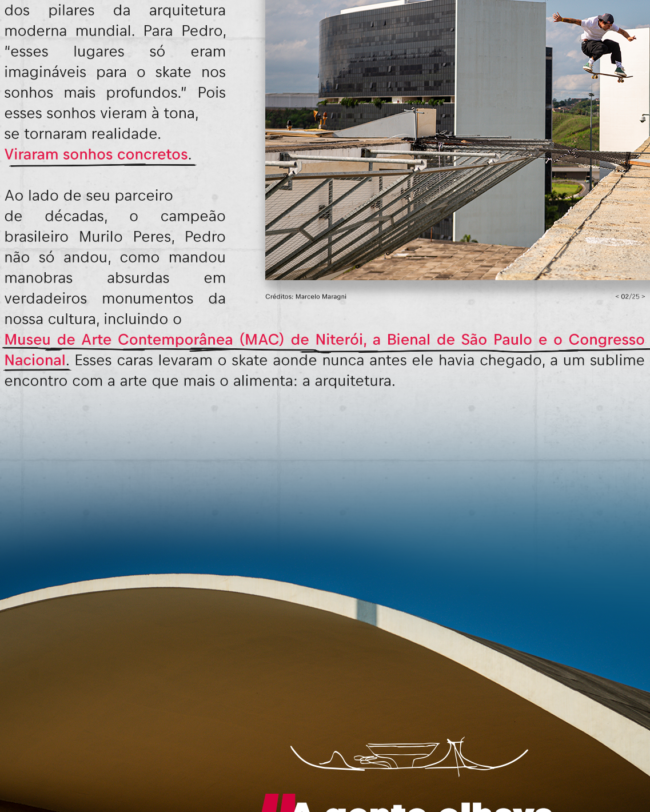 dos pilares da arquitetura
moderna mundial. Para Pedro,
“esses lugares só eram
imagináveis para o skate nos
sonhos mais profundos.” Pois
esses sonhos vieram à tona,
se tornaram realidade.
Viraram sonhos concretos.
Ao lado de seu parceiro
de décadas, o campeão
brasileiro Murilo Peres, Pedro
não só andou, como mandou
manobras absurdas em
verdadeiros monumentos da
nossa cultura, incluindo o
Créditos: Marcelo Maragni
< 02/25 >
Museu de Arte Contemporânea (MAC) de Niterói, a Bienal de São Paulo e o Congresso
Nacional. Esses caras levaram o skate aonde nunca antes ele havia chegado, a um sublime
encontro com a arte que mais o alimenta: a arquitetura.
"A gente olhava